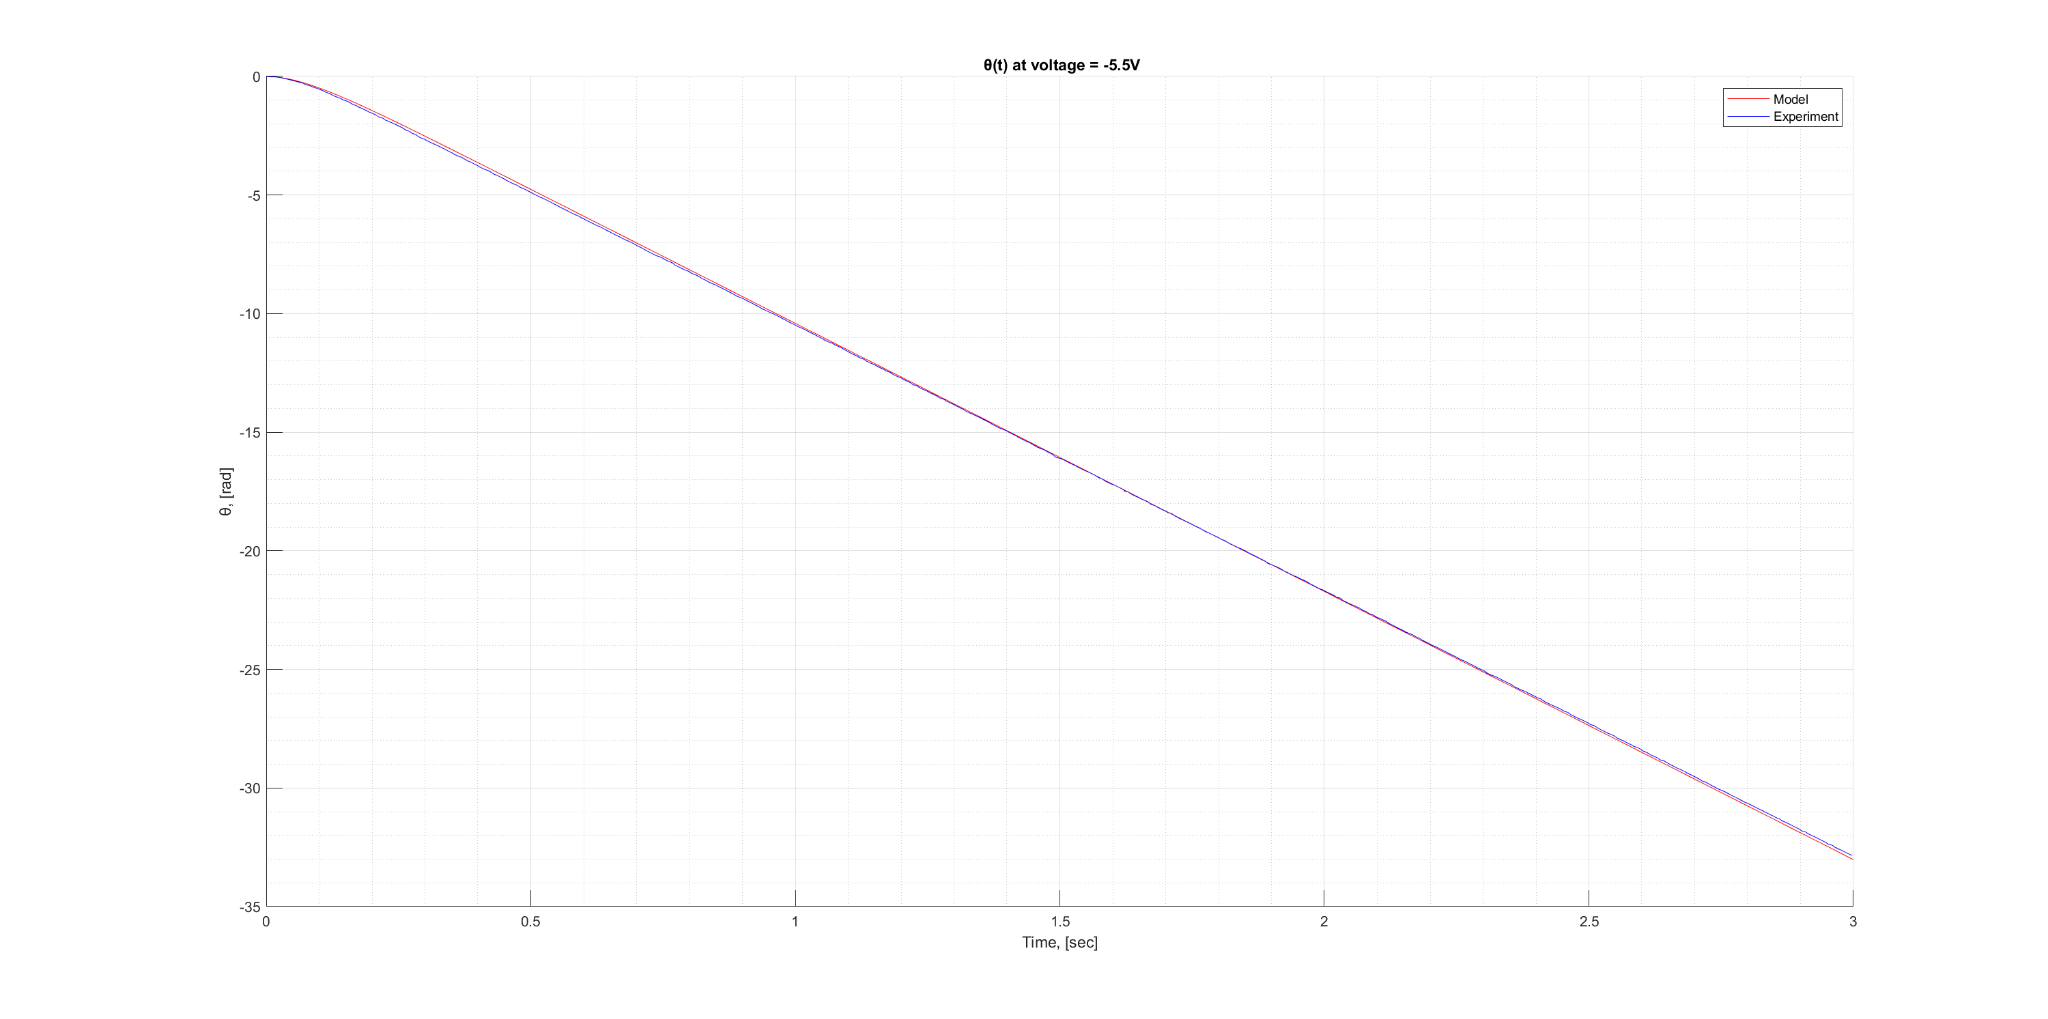 θ(t) at voltage = -5.5V
Model
Experiment
0
-5
-10
-15
-20
-25
-30
-35
θ, [rad]
0 0.5 1 1.5 2 2.5 3
Time, [sec]